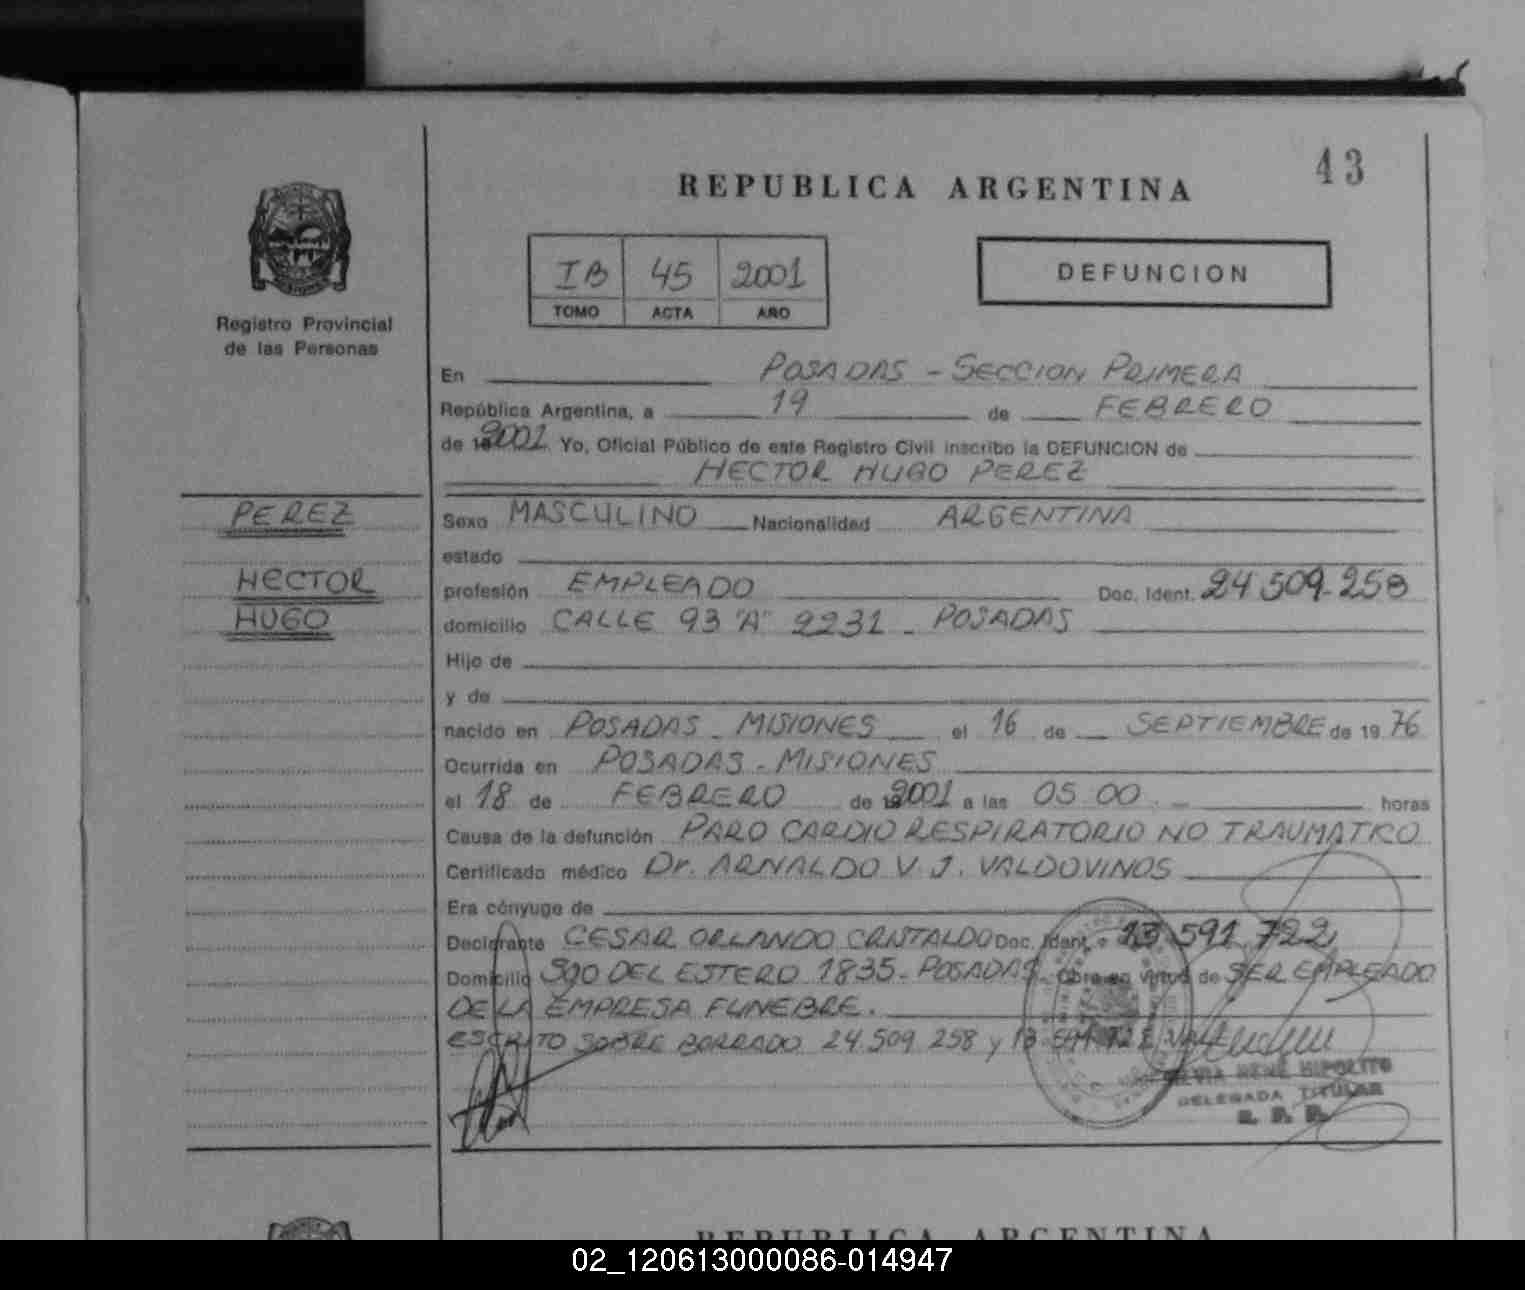 43
REPUBLICA ARGENTINA
IB 45 2001
TOMO ACTA AÑO
DEFUNCION
Registro Provincial
de las Personas
En POSADAS - SECCION PRIMERA
República Argentina, a 19 de FEBRERO
de 2001. Yo, Oficial Público de este Registro Civil inscribo la DEFUNCION de
HECTOR HUGO PEREZ
PEREZ
HECTOR
HUGO
Sexo MASCULINO Nacionalidad ARGENTINA
estado
profesión EMPLEADO Doc. Ident. 24 509.258
domicilio CALLE 93 "A" 2231 - POSADAS
Hijo de
y de
nacido en POSADAS - MISIONES el 16 de SEPTIEMBRE de 1976
Ocurrida en POSADAS - MISIONES
el 18 de FEBRERO de 2001 a las 05 00. horas
Causa de la defunción PARO CARDIO RESPIRATORIO NO TRAUMATICO
Certificado médico Dr. ARNALDO V. J. VALDOVINOS
Era cónyuge de
Declarante CESAR ORLANDO CRISTALDO Doc. Ident. 13.591.722
Domicilio SGO DEL ESTERO 1835 - POSADAS. Obra en virtud de SER EMPLEADO
DE LA EMPRESA FUNEBRE.
ESCRITO SOBRE BORRADO 24 509 258 y 13 591 722 VALE
SILVIA RENE HIPOLITO
DELEGADA TITULAR
R. P. P.
REPUBLICA ARGENTINA
02_120613000086-014947